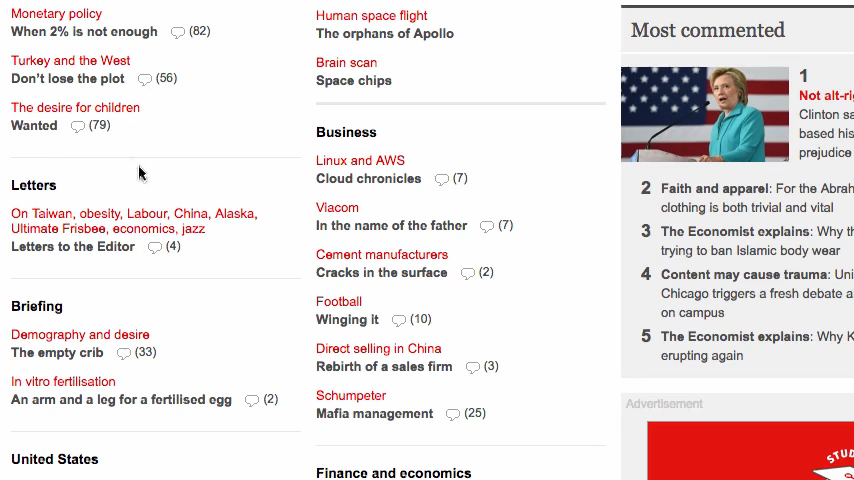 Monetary policy
When 2% is not enough (82)
Turkey and the West
Don't lose the plot (56)
The desire for children
Wanted (79)
Letters
On Taiwan, obesity, Labour, China, Alaska,
Ultimate Frisbee, economics, jazz
Letters to the Editor (4)
Briefing
Demography and desire
The empty crib (33)
In vitro fertilisation
An arm and a leg for a fertilised egg (2)
United States
Human space flight
The orphans of Apollo
Brain scan
Space chips
Business
Linux and AWS
Cloud chronicles (7)
Viacom
In the name of the father (7)
Cement manufacturers
Cracks in the surface (2)
Football
Winging it (10)
Direct selling in China
Rebirth of a sales firm (3)
Schumpeter
Mafia management (25)
Finance and economics
Most commented
1
Not alt-ri
Clinton sa
based his
prejudice
2 Faith and apparel: For the Abrah
clothing is both trivial and vital
3 The Economist explains: Why th
trying to ban Islamic body wear
4 Content may cause trauma: Uni
Chicago triggers a fresh debate a
on campus
5 The Economist explains: Why K
erupting again
Advertisement
STUD